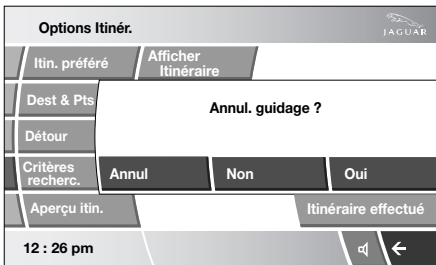 Options Itinér.
JAGUAR
Itin. préféré
Afficher
Itinéraire
Dest & Pts
Annul. guidage ?
Détour
Critères
recherc.
Annul
Non
Oui
Aperçu itin.
Itinéraire effectué
12 : 26 pm